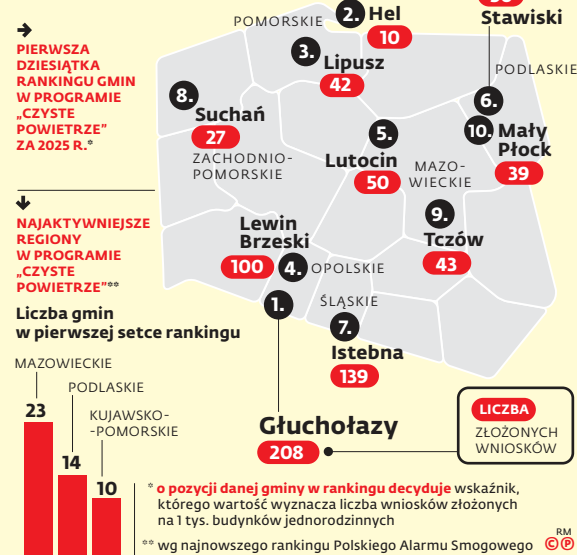 ➔
PIERWSZA
DZIESIĄTKA
RANKINGU GMIN
W PROGRAMIE
„CZYSTE
POWIETRZE”
ZA 2025 R.*
POMORSKIE
2. Hel
10
3.
Lipusz
42
Stawiski
PODLASKIE
6.
8.
Suchań
27
ZACHODNIO-
POMORSKIE
5.
Lutocin
50
10. Mały
Płock
39
MAZO-
WIECKIE
9.
Tczów
43
Lewin
Brzeski
100
4. OPOLSKIE
1.
ŚLĄSKIE
7.
Istebna
139
Głuchołazy
208
LICZBA
ZŁOŻONYCH
WNIOSKÓW
NAJAKTYWNIEJSZE
REGIONY
W PROGRAMIE
„CZYSTE
POWIETRZE”**
Liczba gmin
w pierwszej setce rankingu
MAZOWIECKIE
23
PODLASKIE
14
KUJAWSKO-
-POMORSKIE
10
* o pozycji danej gminy w rankingu decyduje wskaźnik,
którego wartość wyznacza liczba wniosków złożonych
na 1 tys. budynków jednorodzinnych
** wg najnowszego rankingu Polskiego Alarmu Smogowego
RM
©℗